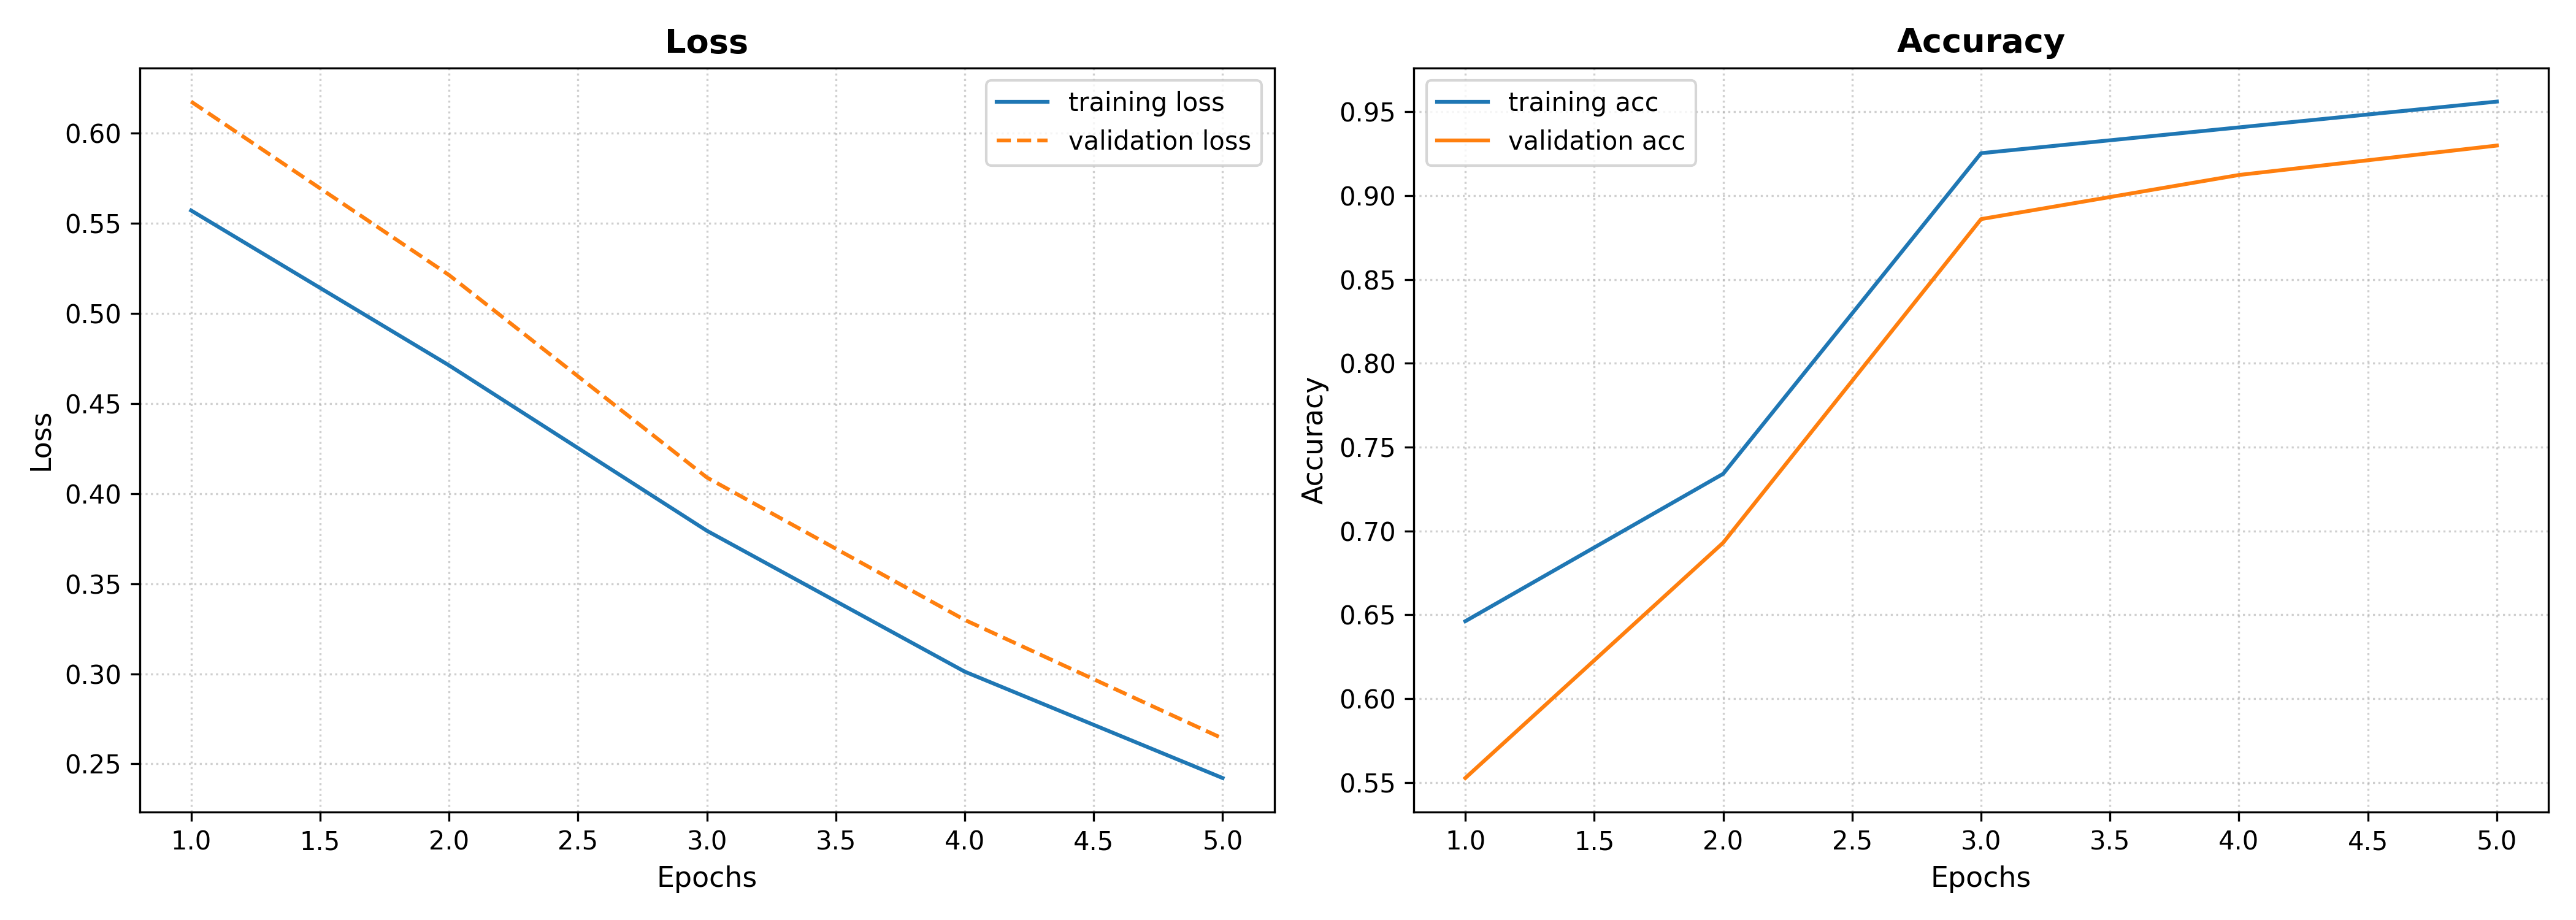 Loss
training loss
validation loss
0.60
0.55
0.50
0.45
0.40
0.35
0.30
0.25
Loss
1.0 1.5 2.0 2.5 3.0 3.5 4.0 4.5 5.0
Epochs
Accuracy
training acc
validation acc
0.95
0.90
0.85
0.80
0.75
0.70
0.65
0.60
0.55
Accuracy
1.0 1.5 2.0 2.5 3.0 3.5 4.0 4.5 5.0
Epochs